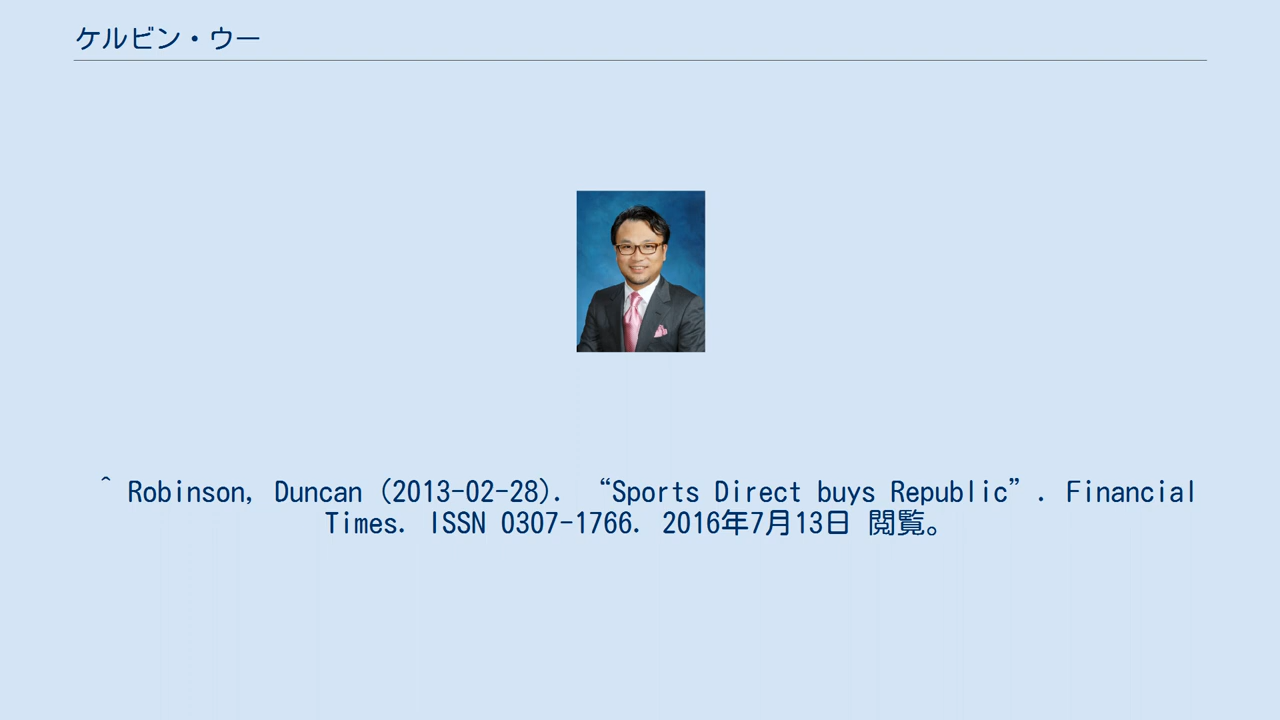 ケルビン・ウー
^ Robinson, Duncan (2013-02-28). “Sports Direct buys Republic”. Financial
Times. ISSN 0307-1766. 2016年7月13日 閲覧。